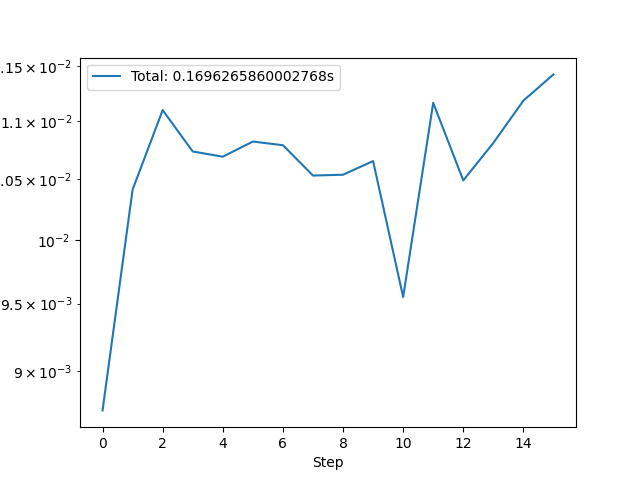 .15 × 10⁻²
Total: 0.1696265860002768s
1.1 × 10⁻²
.05 × 10⁻²
10⁻²
9.5 × 10⁻³
9 × 10⁻³
0 2 4 6 8 10 12 14
Step